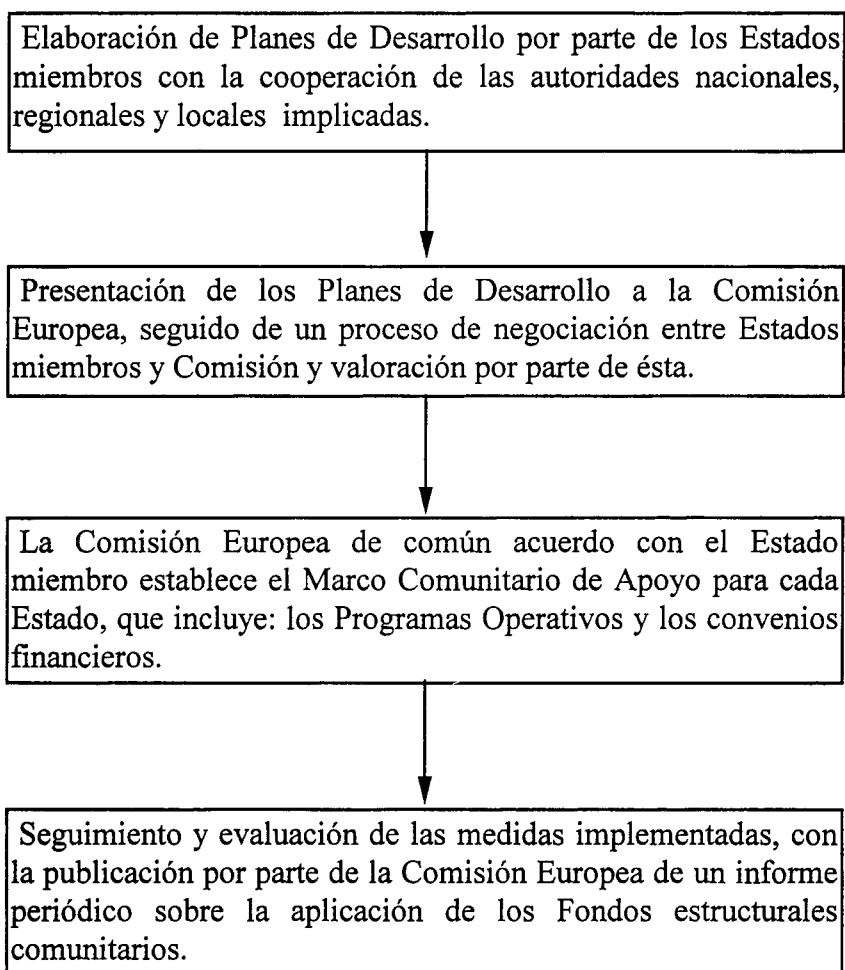 Elaboración de Planes de Desarrollo por parte de los Estados
miembros con la cooperación de las autoridades nacionales,
regionales y locales implicadas.
Presentación de los Planes de Desarrollo a la Comisión
Europea, seguido de un proceso de negociación entre Estados
miembros y Comisión y valoración por parte de ésta.
La Comisión Europea de común acuerdo con el Estado
miembro establece el Marco Comunitario de Apoyo para cada
Estado, que incluye: los Programas Operativos y los convenios
financieros.
Seguimiento y evaluación de las medidas implementadas, con
la publicación por parte de la Comisión Europea de un informe
periódico sobre la aplicación de los Fondos estructurales
comunitarios.